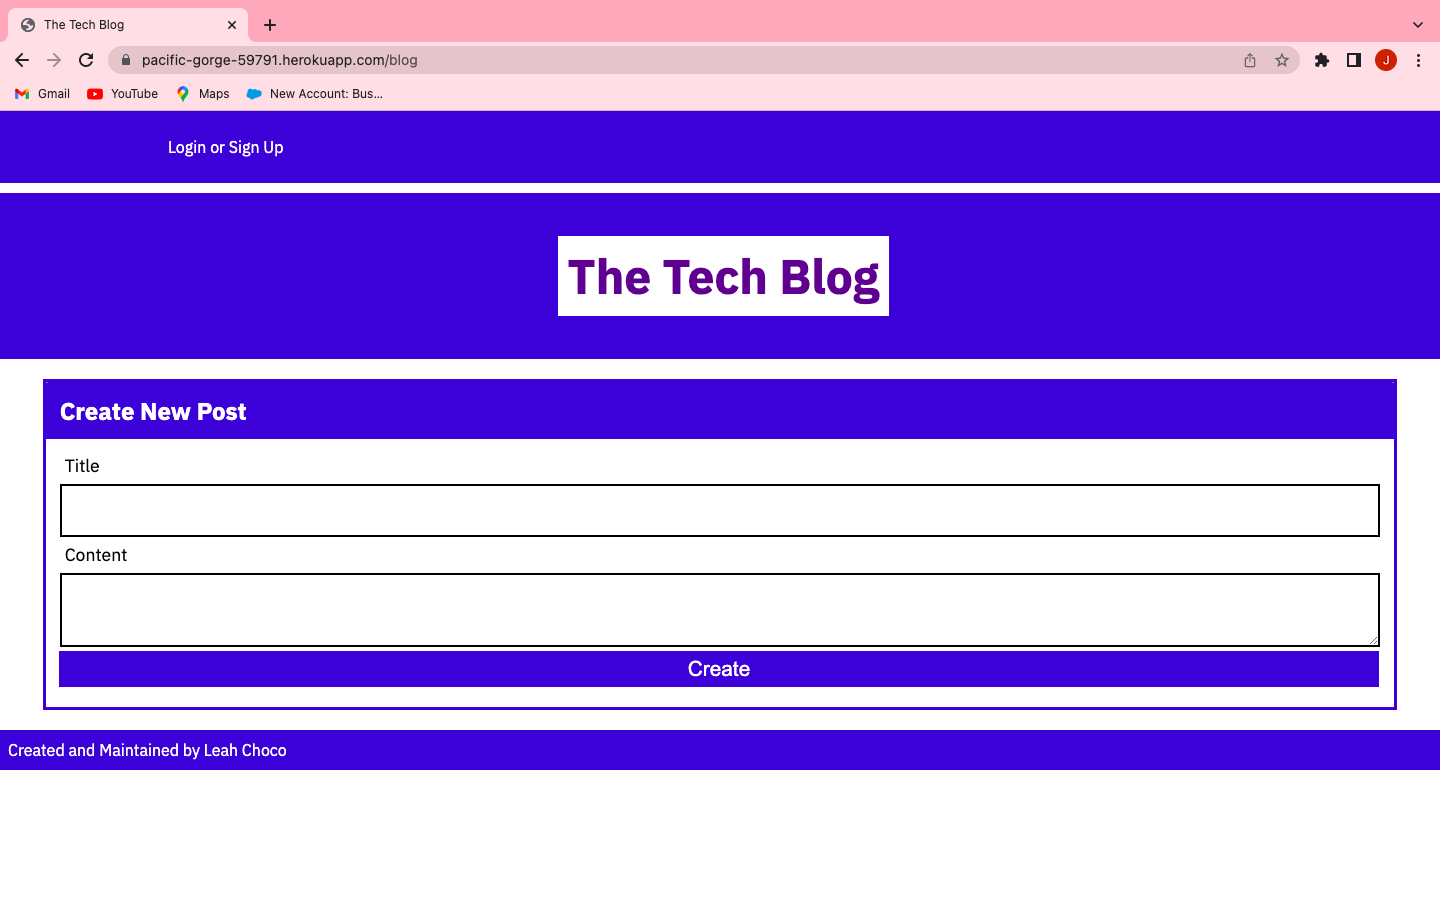 The Tech Blog
pacific-gorge-59791.herokuapp.com/blog
J
Gmail
YouTube
Maps
New Account: Bus...
Login or Sign Up
The Tech Blog
Create New Post
Title
Content
Create
Created and Maintained by Leah Choco